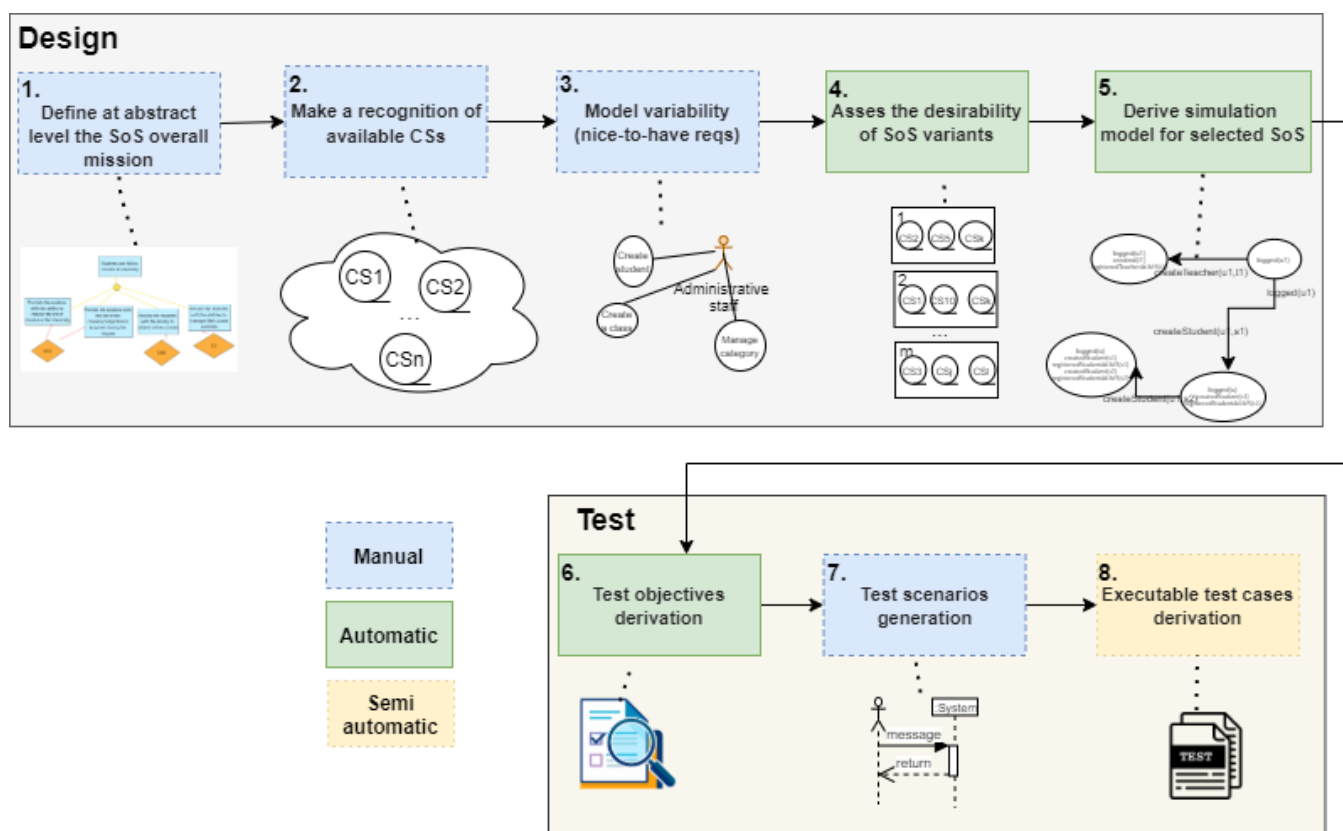 Design
1.
Define at abstract
level the SoS overall
mission
2.
Make a recognition of
available CSs
3.
Model variability
(nice-to-have reqs)
4.
Asses the desirability
of SoS variants
5.
Derive simulation
model for selected SoS
CS1
CS2
...
CSn
Create
student
Administrative
staff
Create
a class
Manage
category
1
CS2 CS5 CSk
2
CS1 CS10 CSk
...
m
CS3 CSj CSl
logged(u1)
createTeacher(u1,t1)
logged(u1)
createStudent(u1,s1)
Test
6.
Test objectives
derivation
7.
Test scenarios
generation
8.
Executable test cases
derivation
Manual
Automatic
Semi
automatic
:System
message
return
TEST